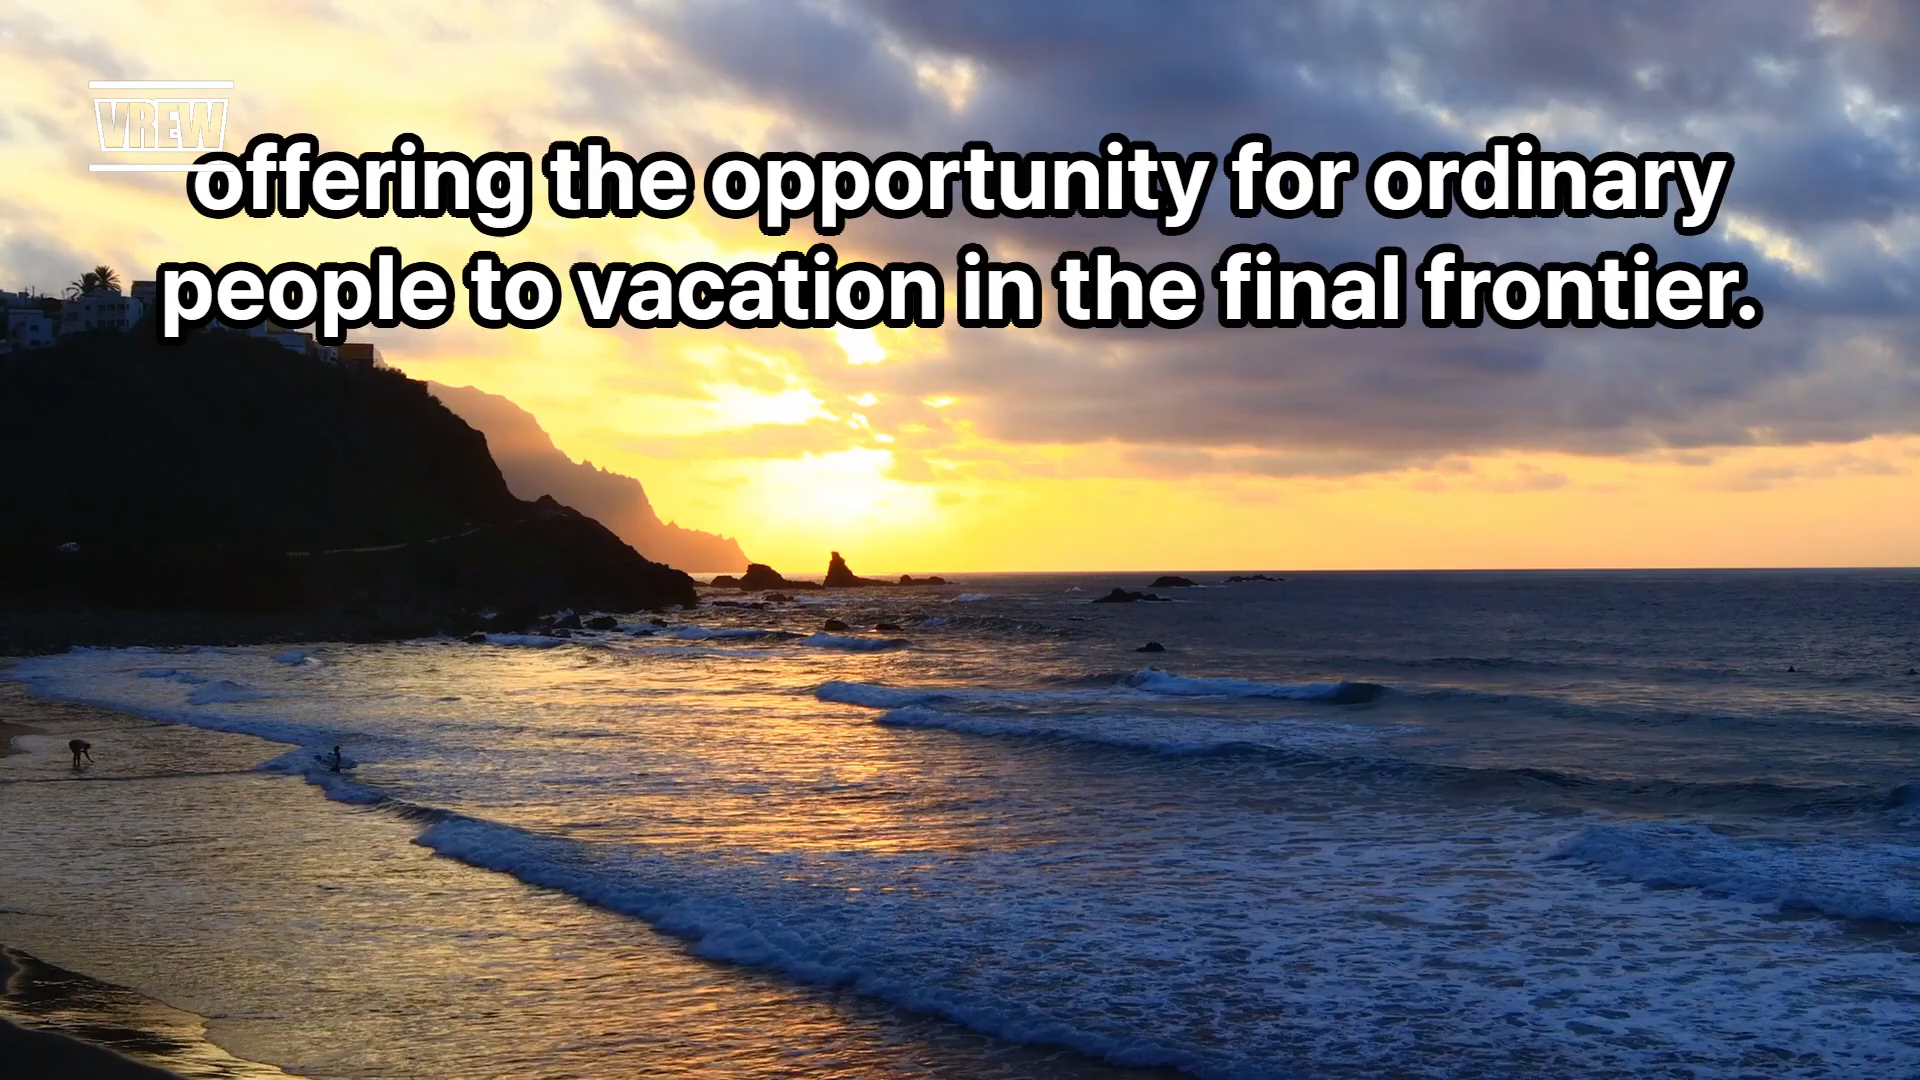 VREW
offering the opportunity for ordinary
people to vacation in the final frontier.